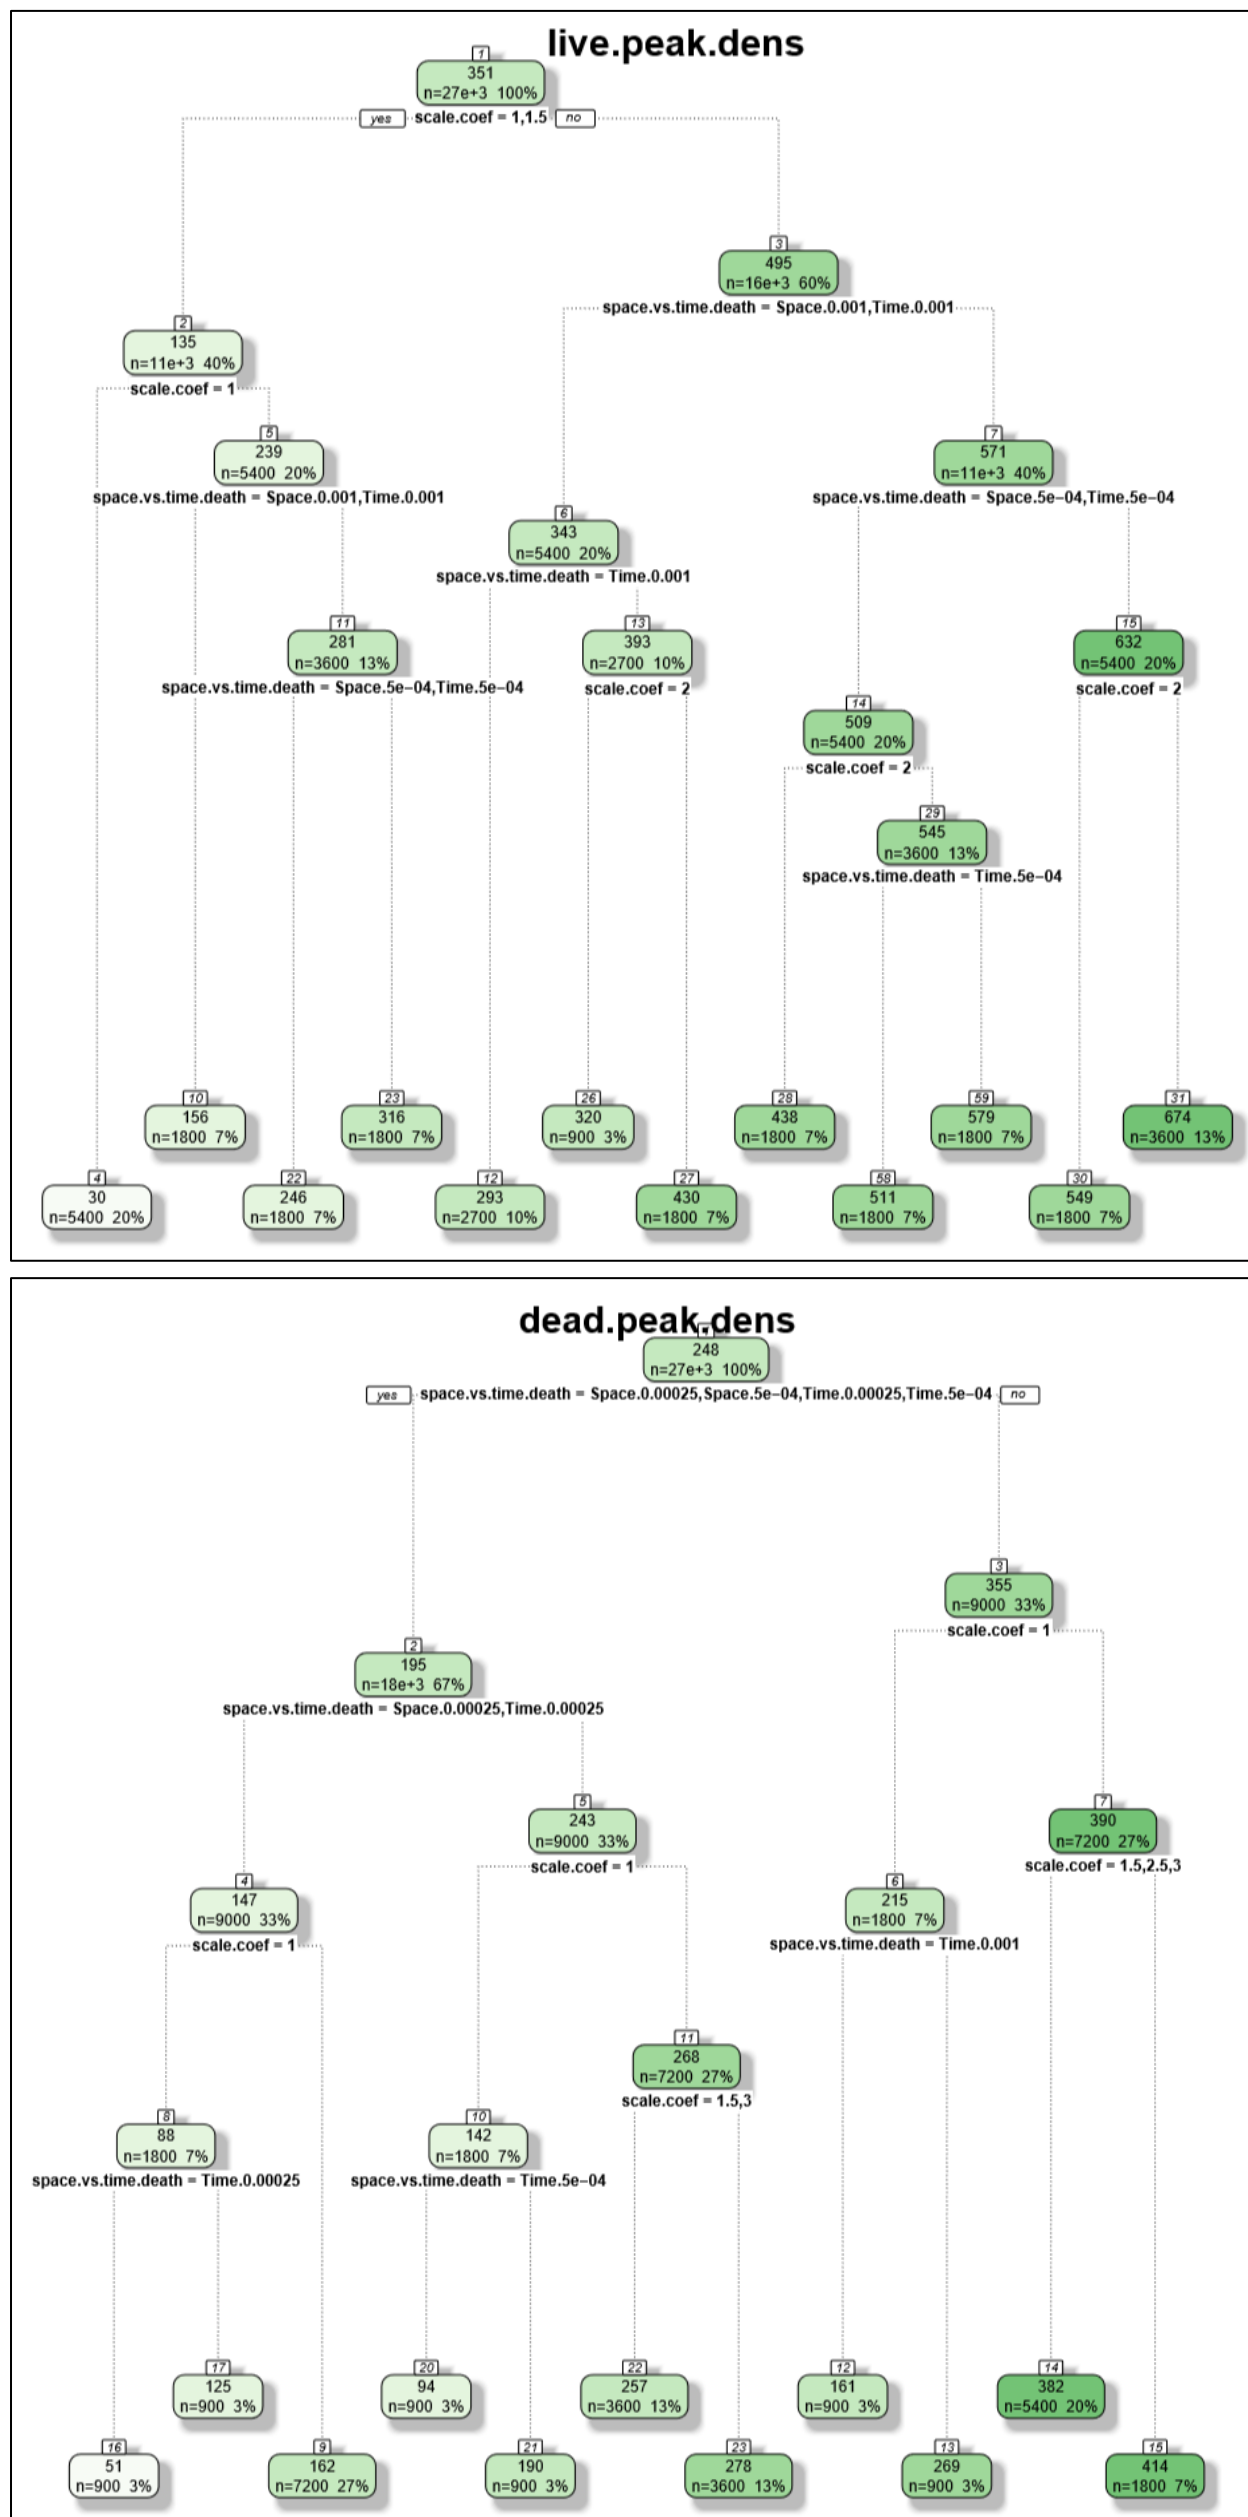 live.peak.dens
1
351
n=27e+3 100%
yes scale.coef = 1,1.5 no
3
495
n=16e+3 60%
space.vs.time.death = Space.0.001,Time.0.001
2
135
n=11e+3 40%
scale.coef = 1
5
239
n=5400 20%
space.vs.time.death = Space.0.001,Time.0.001
7
571
n=11e+3 40%
space.vs.time.death = Space.5e−04,Time.5e−04
6
343
n=5400 20%
space.vs.time.death = Time.0.001
11
281
n=3600 13%
space.vs.time.death = Space.5e−04,Time.5e−04
13
393
n=2700 10%
scale.coef = 2
15
632
n=5400 20%
scale.coef = 2
14
509
n=5400 20%
scale.coef = 2
29
545
n=3600 13%
space.vs.time.death = Time.5e−04
10
156
n=1800 7%
23
316
n=1800 7%
26
320
n=900 3%
28
438
n=1800 7%
59
579
n=1800 7%
31
674
n=3600 13%
4
30
n=5400 20%
22
246
n=1800 7%
12
293
n=2700 10%
27
430
n=1800 7%
58
511
n=1800 7%
30
549
n=1800 7%
dead.peak.dens
248
n=27e+3 100%
yes space.vs.time.death = Space.0.00025,Space.5e−04,Time.0.00025,Time.5e−04 no
3
355
n=9000 33%
scale.coef = 1
2
195
n=18e+3 67%
space.vs.time.death = Space.0.00025,Time.0.00025
5
243
n=9000 33%
scale.coef = 1
7
390
n=7200 27%
scale.coef = 1.5,2.5,3
4
147
n=9000 33%
scale.coef = 1
6
215
n=1800 7%
space.vs.time.death = Time.0.001
11
268
n=7200 27%
scale.coef = 1.5,3
8
88
n=1800 7%
space.vs.time.death = Time.0.00025
10
142
n=1800 7%
space.vs.time.death = Time.5e−04
17
125
n=900 3%
20
94
n=900 3%
22
257
n=3600 13%
12
161
n=900 3%
14
382
n=5400 20%
16
51
n=900 3%
9
162
n=7200 27%
21
190
n=900 3%
23
278
n=3600 13%
13
269
n=900 3%
15
414
n=1800 7%